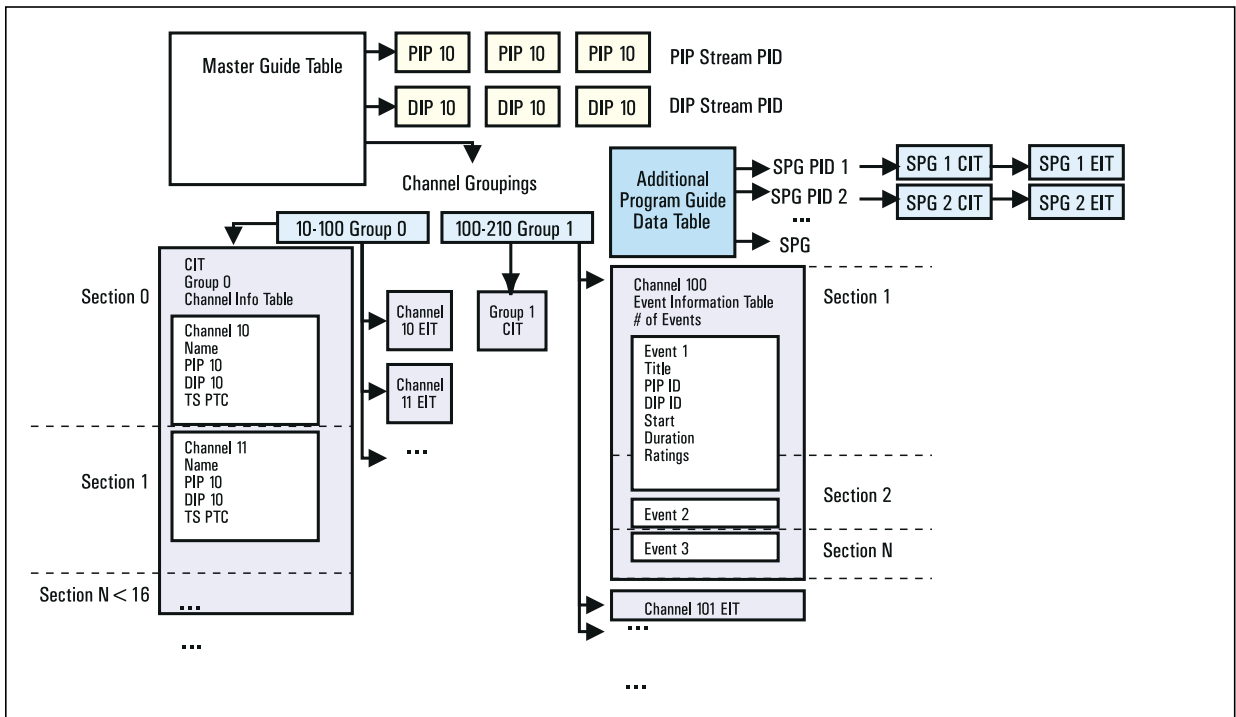 Master Guide Table
PIP 10
PIP 10
PIP 10
PIP Stream PID
DIP 10
DIP 10
DIP 10
DIP Stream PID
Channel Groupings
Additional
Program Guide
Data Table
SPG PID 1
SPG 1 CIT
SPG 1 EIT
SPG PID 2
SPG 2 CIT
SPG 2 EIT
...
SPG
10-100 Group 0
100-210 Group 1
Section 0
CIT
Group 0
Channel Info Table
Channel 10
Name
PIP 10
DIP 10
TS PTC
Section 1
Channel 11
Name
PIP 10
DIP 10
TS PTC
Section N < 16
...
...
Channel
10 EIT
Channel
11 EIT
...
Group 1
CIT
Channel 100
Event Information Table
# of Events
Section 1
Event 1
Title
PIP ID
DIP ID
Start
Duration
Ratings
Section 2
Event 2
Event 3
Section N
Channel 101 EIT
...
...